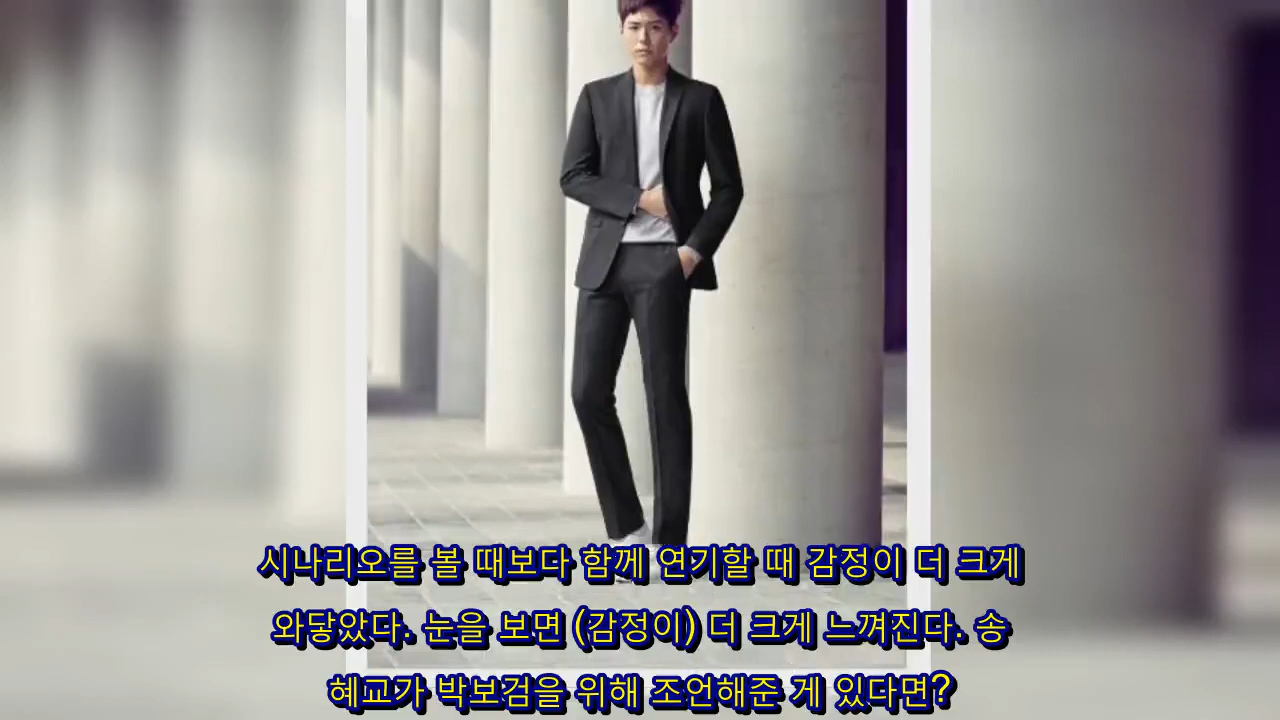 시나리오를 볼 때보다 함께 연기할 때 감정이 더 크게
와닿았다. 눈을 보면 (감정이) 더 크게 느껴진다. 송
혜교가 박보검을 위해 조언해준 게 있다면?